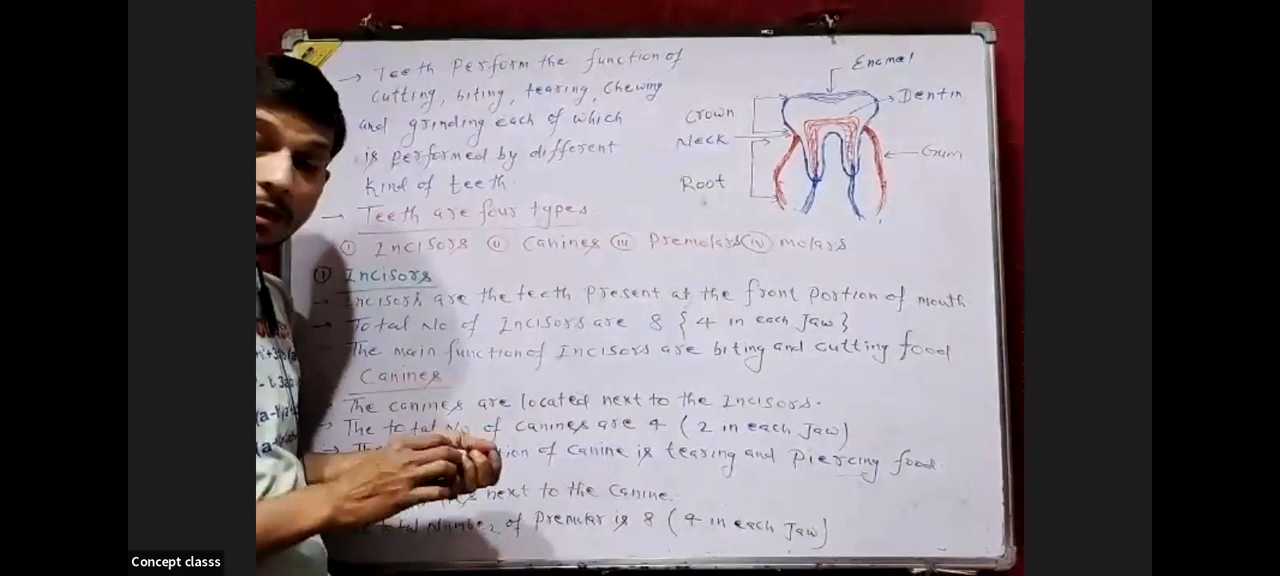 → Teeth perform the function of
cutting, biting, tearing, chewing
and grinding each of which
is performed by different
kind of teeth.
→ Teeth are four types
(i) Incisors (ii) Canines (iii) Premolars (iv) molars
(i) Incisors
→ Incisors are the teeth present at the front portion of mouth
→ Total No of Incisors are 8 { 4 in each Jaw }
The main function of Incisors are biting and cutting food
Canines
The canines are located next to the Incisors.
→ The total No of canines are 4 ( 2 in each Jaw )
of canine is tearing and piercing food.
next to the canine.
total number of premolar is 8 ( 4 in each Jaw )
Enamel
Dentin
Crown
Neck
Gum
Root
Concept classs